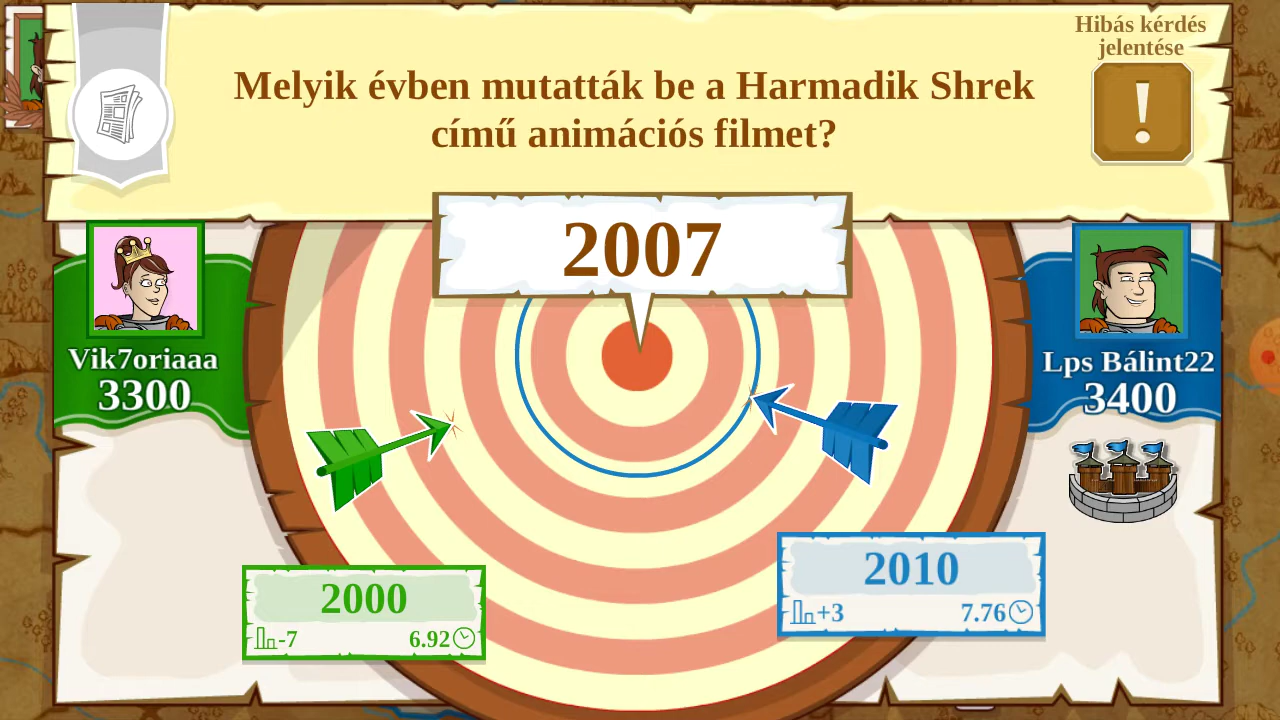 Hibás kérdés
jelentése
Melyik évben mutatták be a Harmadik Shrek
című animációs filmet?
2007
Vik7oriaaa
3300
Lps Bálint22
3400
2000
-7 6.92
2010
+3 7.76